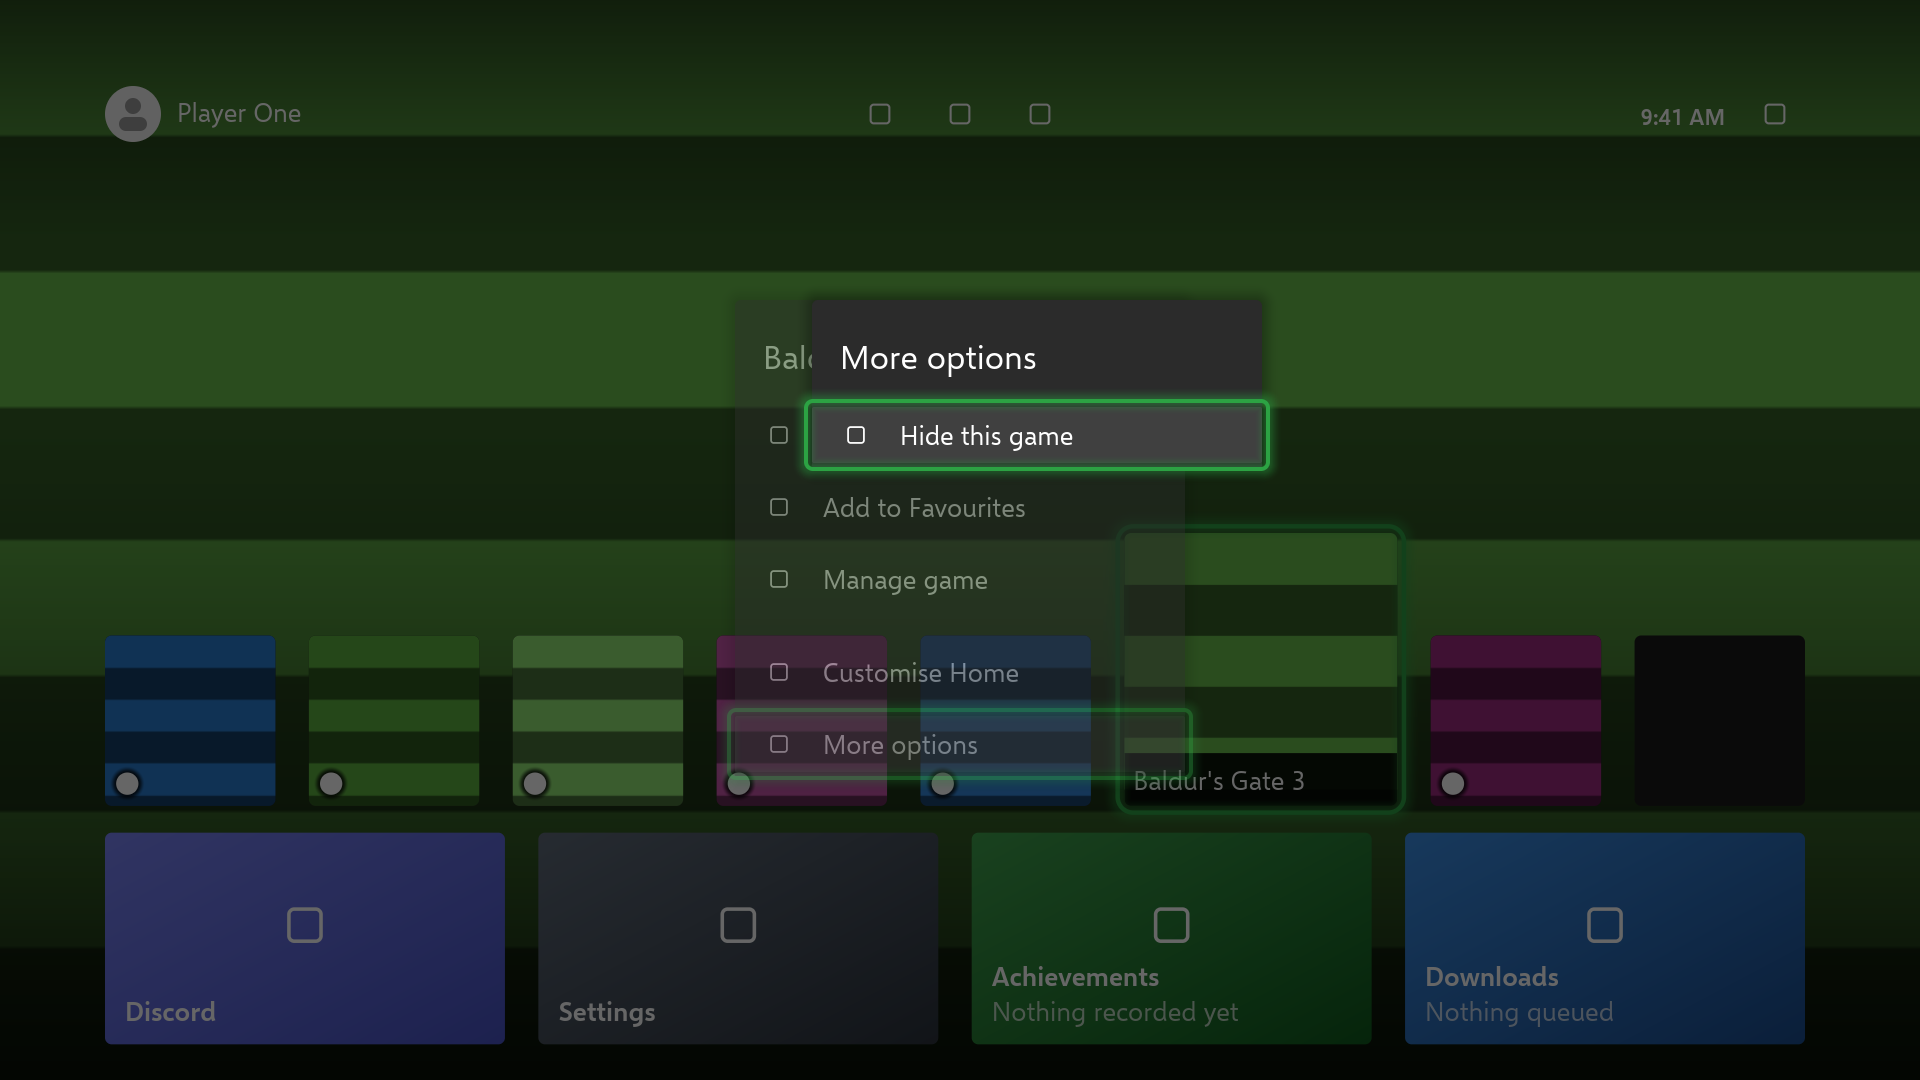 Player One
9:41 AM
Bald
More options
Hide this game
Add to Favourites
Manage game
Customise Home
More options
Baldur's Gate 3
Discord
Settings
Achievements
Nothing recorded yet
Downloads
Nothing queued